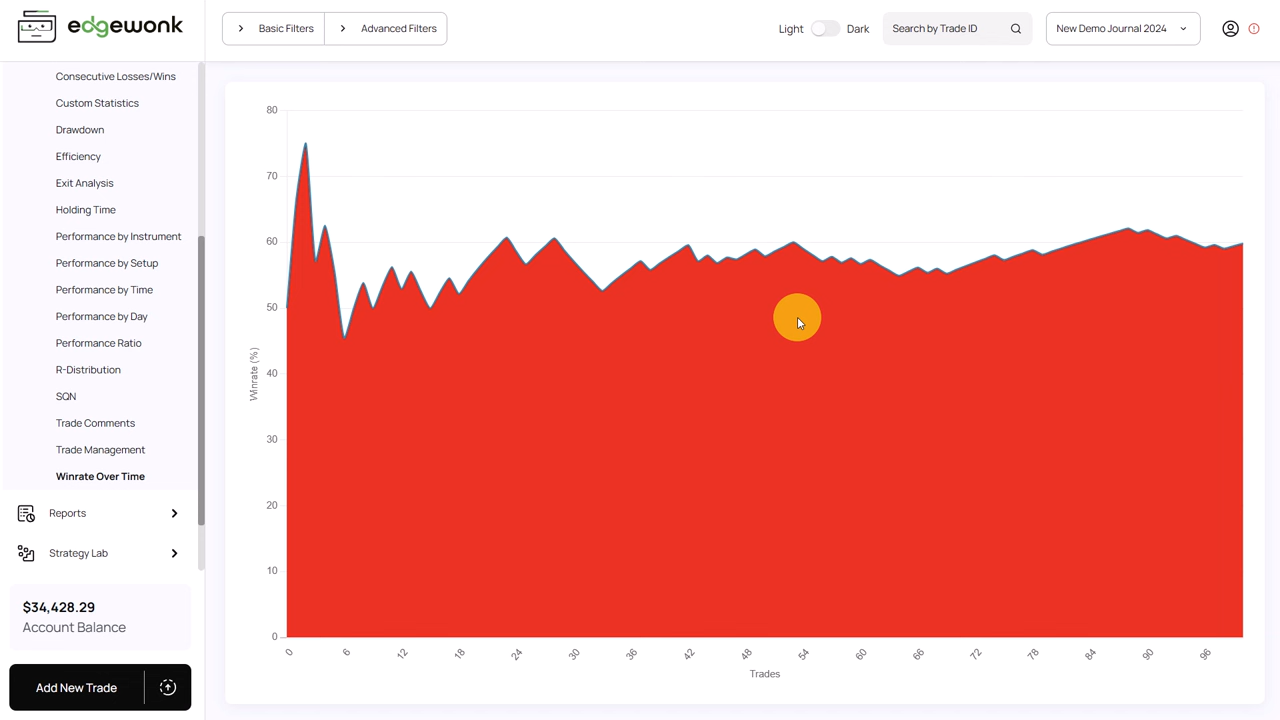 edgewonk
Basic Filters
Advanced Filters
Light
Dark
Search by Trade ID
New Demo Journal 2024
Consecutive Losses/Wins
Custom Statistics
Drawdown
Efficiency
Exit Analysis
Holding Time
Performance by Instrument
Performance by Setup
Performance by Time
Performance by Day
Performance Ratio
R-Distribution
SQN
Trade Comments
Trade Management
Winrate Over Time
Reports
Strategy Lab
$34,428.29
Account Balance
Add New Trade
80
70
60
50
40
30
20
10
0
Winrate (%)
0 6 12 18 24 30 36 42 48 54 60 66 72 78 84 90 96
Trades